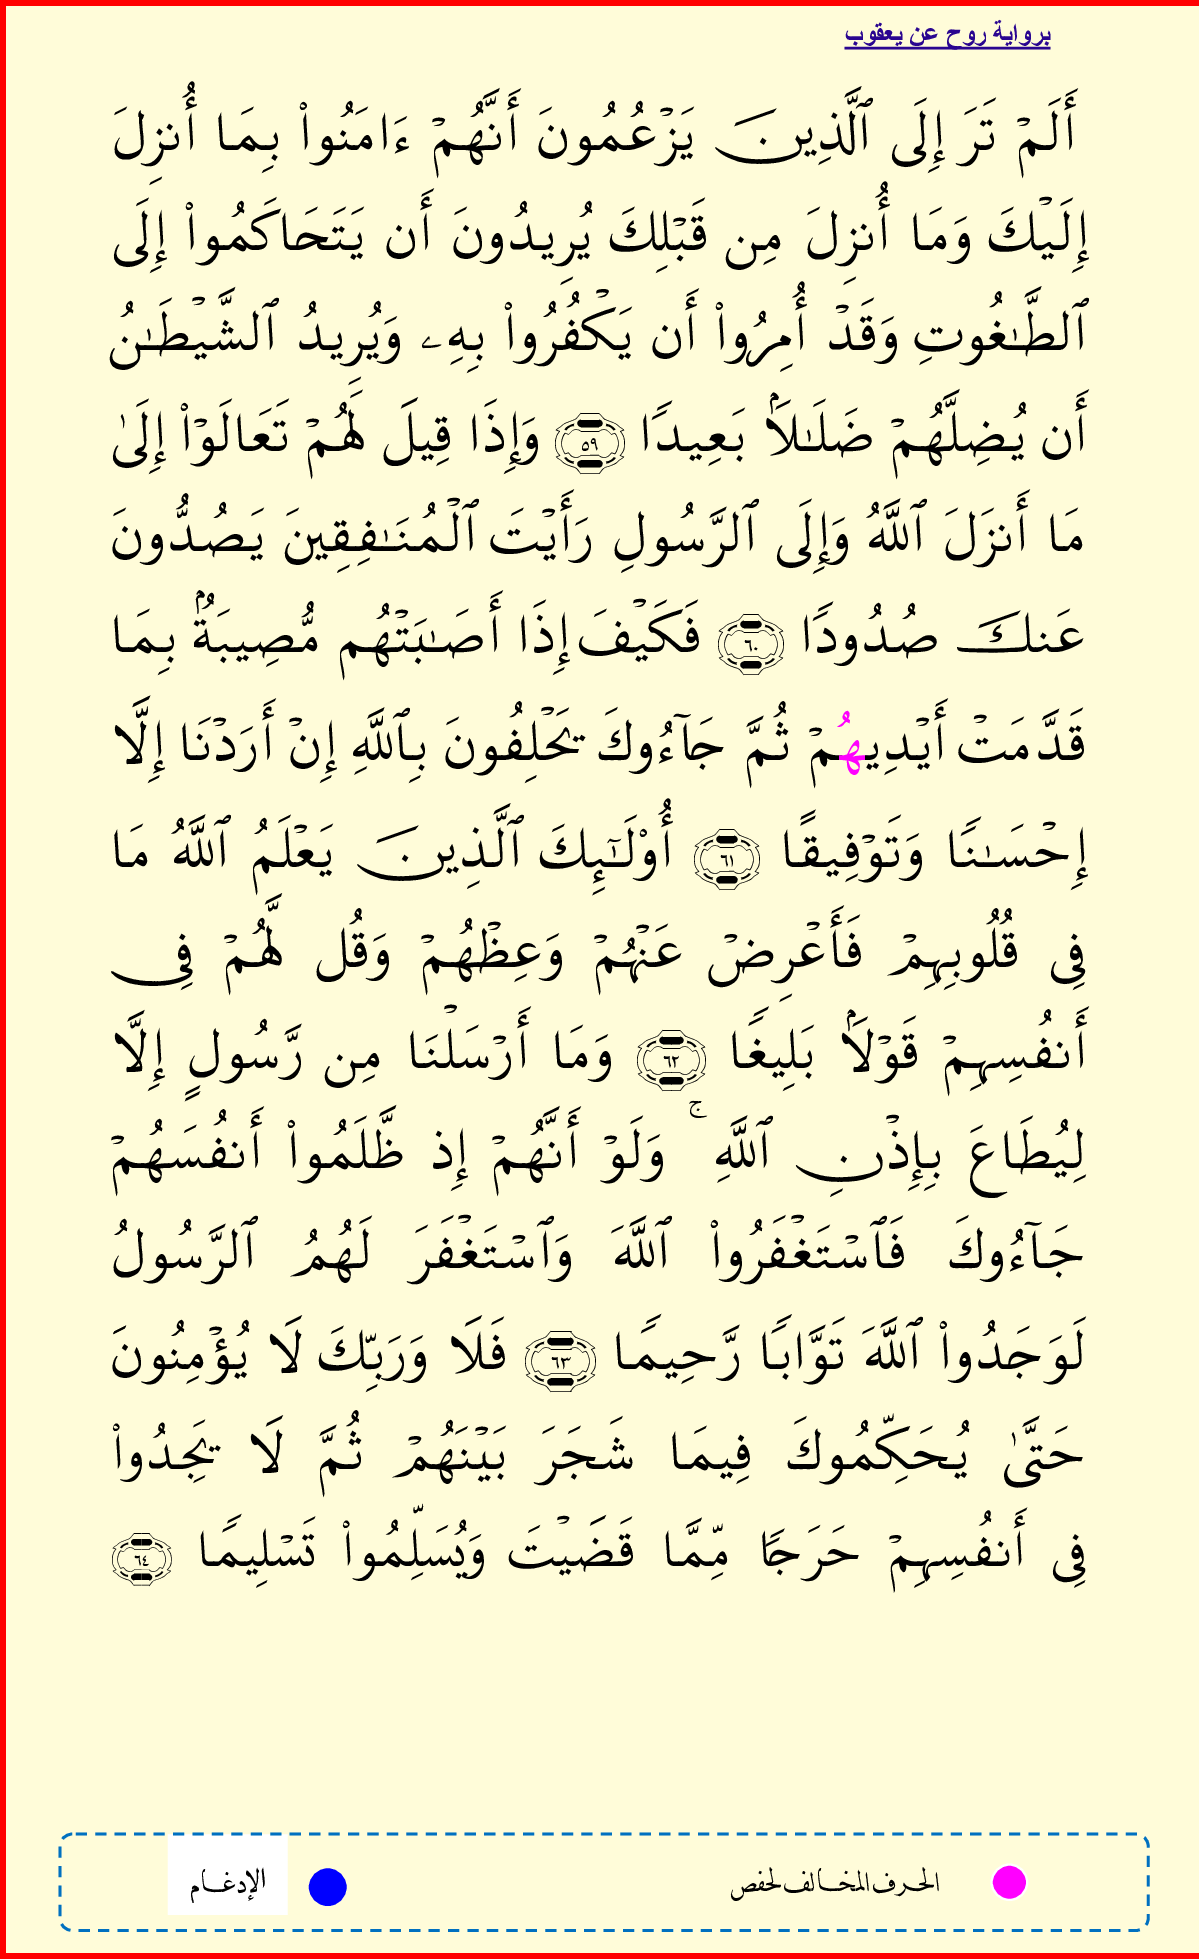 برواية روح عن يعقوب
أَلَمْ تَرَ إِلَى ٱلَّذِينَ يَزْعُمُونَ أَنَّهُمْ ءَامَنُوا۟ بِمَا أُنزِلَ
إِلَيْكَ وَمَا أُنزِلَ مِن قَبْلِكَ يُرِيدُونَ أَن يَتَحَاكَمُوا۟ إِلَى
ٱلطَّـٰغُوتِ وَقَدْ أُمِرُوا۟ أَن يَكْفُرُوا۟ بِهِۦ وَيُرِيدُ ٱلشَّيْطَـٰنُ
أَن يُضِلَّهُمْ ضَلَـٰلَۢا بَعِيدًا ٥٩ وَإِذَا قِيلَ لَهُمْ تَعَالَوْا۟ إِلَىٰ
مَا أَنزَلَ ٱللَّهُ وَإِلَى ٱلرَّسُولِ رَأَيْتَ ٱلْمُنَـٰفِقِينَ يَصُدُّونَ
عَنكَ صُدُودًا ٦٠ فَكَيْفَ إِذَا أَصَـٰبَتْهُم مُّصِيبَةُۢ بِمَا
قَدَّمَتْ أَيْدِيهُمْ ثُمَّ جَآءُوكَ يَحْلِفُونَ بِٱللَّهِ إِنْ أَرَدْنَا إِلَّا
إِحْسَـٰنًا وَتَوْفِيقًا ٦١ أُو۟لَـٰٓئِكَ ٱلَّذِينَ يَعْلَمُ ٱللَّهُ مَا
فِى قُلُوبِهِمْ فَأَعْرِضْ عَنْهُمْ وَعِظْهُمْ وَقُل لَّهُمْ فِى
أَنفُسِهِمْ قَوْلَۢا بَلِيغًا ٦٢ وَمَا أَرْسَلْنَا مِن رَّسُولٍ إِلَّا
لِيُطَاعَ بِإِذْنِ ٱللَّهِ ۚ وَلَوْ أَنَّهُمْ إِذ ظَّلَمُوا۟ أَنفُسَهُمْ
جَآءُوكَ فَٱسْتَغْفَرُوا۟ ٱللَّهَ وَٱسْتَغْفَرَ لَهُمُ ٱلرَّسُولُ
لَوَجَدُوا۟ ٱللَّهَ تَوَّابًا رَّحِيمًا ٦٣ فَلَا وَرَبِّكَ لَا يُؤْمِنُونَ
حَتَّىٰ يُحَكِّمُوكَ فِيمَا شَجَرَ بَيْنَهُمْ ثُمَّ لَا يَجِدُوا۟
فِى أَنفُسِهِمْ حَرَجًا مِّمَّا قَضَيْتَ وَيُسَلِّمُوا۟ تَسْلِيمًا ٦٤
الحرف المخالف لحفص
الإدغام